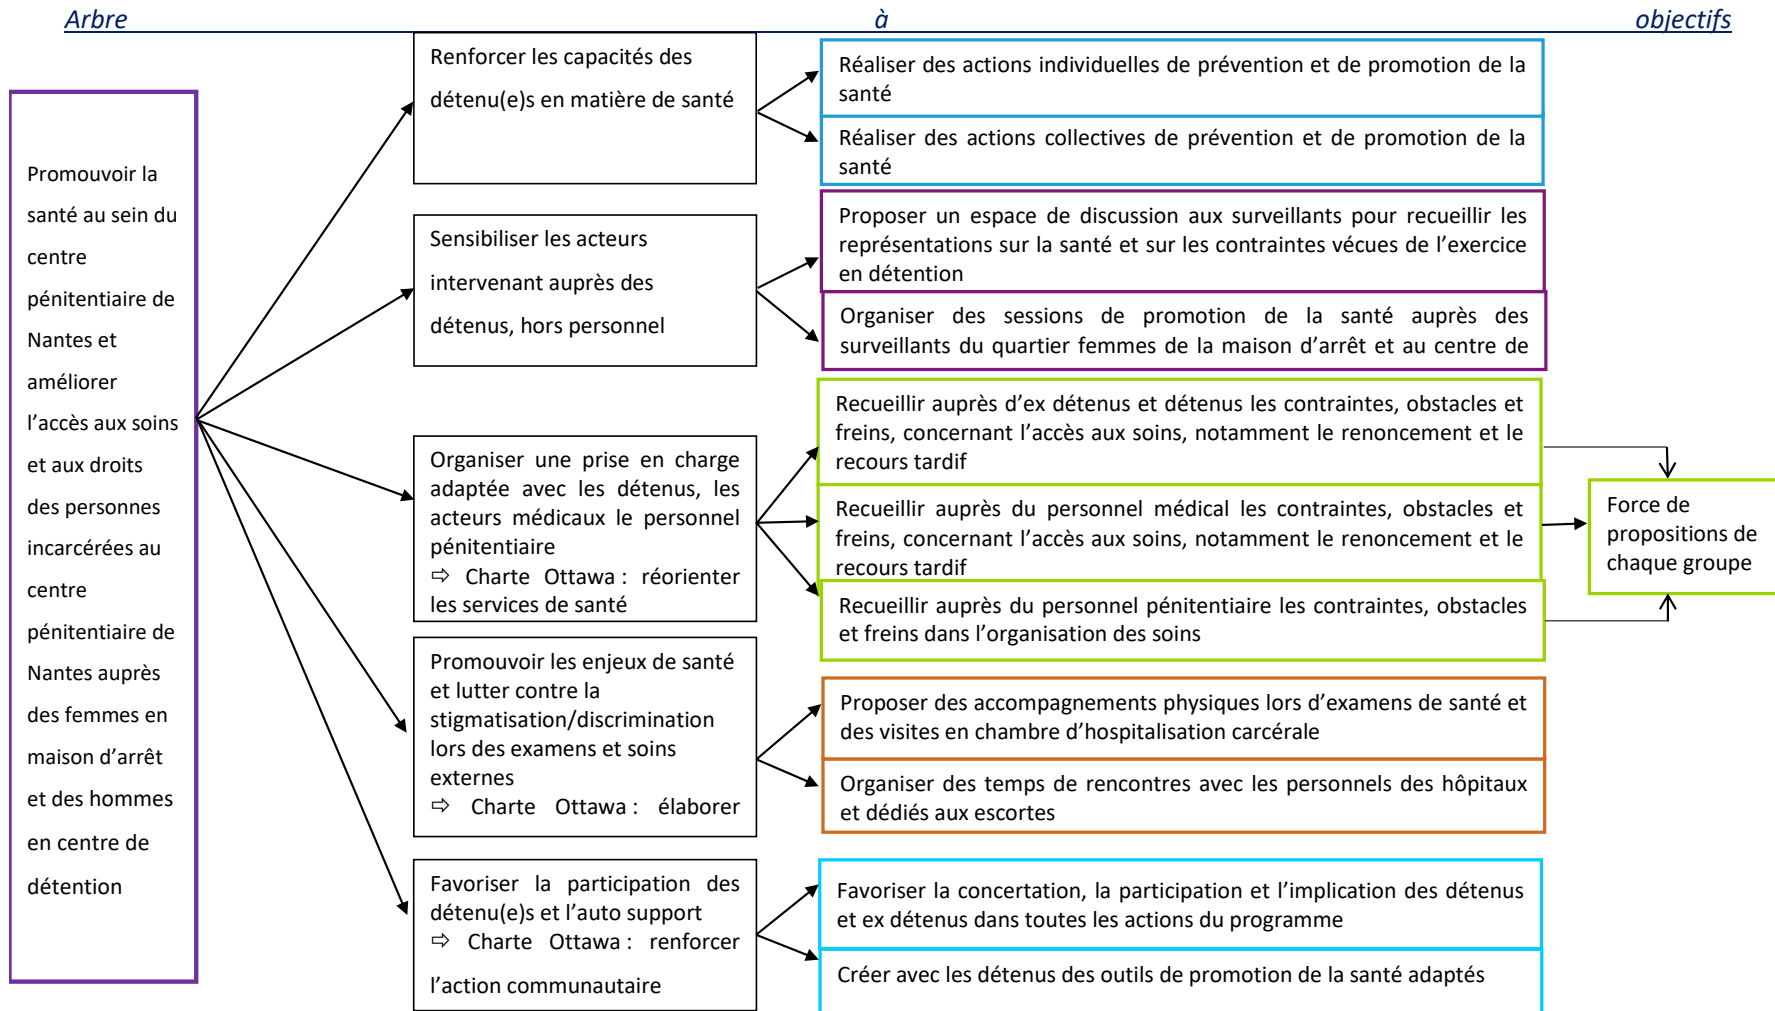 Arbre à objectifs
Promouvoir la
santé au sein du
centre
pénitentiaire de
Nantes et
améliorer
l’accès aux soins
et aux droits
des personnes
incarcérées au
centre
pénitentiaire de
Nantes auprès
des femmes en
maison d’arrêt
et des hommes
en centre de
détention
Renforcer les capacités des
détenu(e)s en matière de santé
Réaliser des actions individuelles de prévention et de promotion de la
santé
Réaliser des actions collectives de prévention et de promotion de la
santé
Sensibiliser les acteurs
intervenant auprès des
détenus, hors personnel
Proposer un espace de discussion aux surveillants pour recueillir les
représentations sur la santé et sur les contraintes vécues de l’exercice
en détention
Organiser des sessions de promotion de la santé auprès des
surveillants du quartier femmes de la maison d’arrêt et au centre de
Organiser une prise en charge
adaptée avec les détenus, les
acteurs médicaux le personnel
pénitentiaire
⇨ Charte Ottawa : réorienter
les services de santé
Recueillir auprès d’ex détenus et détenus les contraintes, obstacles et
freins, concernant l’accès aux soins, notamment le renoncement et le
recours tardif
Recueillir auprès du personnel médical les contraintes, obstacles et
freins, concernant l’accès aux soins, notamment le renoncement et le
recours tardif
Recueillir auprès du personnel pénitentiaire les contraintes, obstacles
et freins dans l’organisation des soins
Force de
propositions de
chaque groupe
Promouvoir les enjeux de santé
et lutter contre la
stigmatisation/discrimination
lors des examens et soins
externes
⇨ Charte Ottawa : élaborer
Proposer des accompagnements physiques lors d’examens de santé et
des visites en chambre d’hospitalisation carcérale
Organiser des temps de rencontres avec les personnels des hôpitaux
et dédiés aux escortes
Favoriser la participation des
détenu(e)s et l’auto support
⇨ Charte Ottawa : renforcer
l’action communautaire
Favoriser la concertation, la participation et l’implication des détenus
et ex détenus dans toutes les actions du programme
Créer avec les détenus des outils de promotion de la santé adaptés